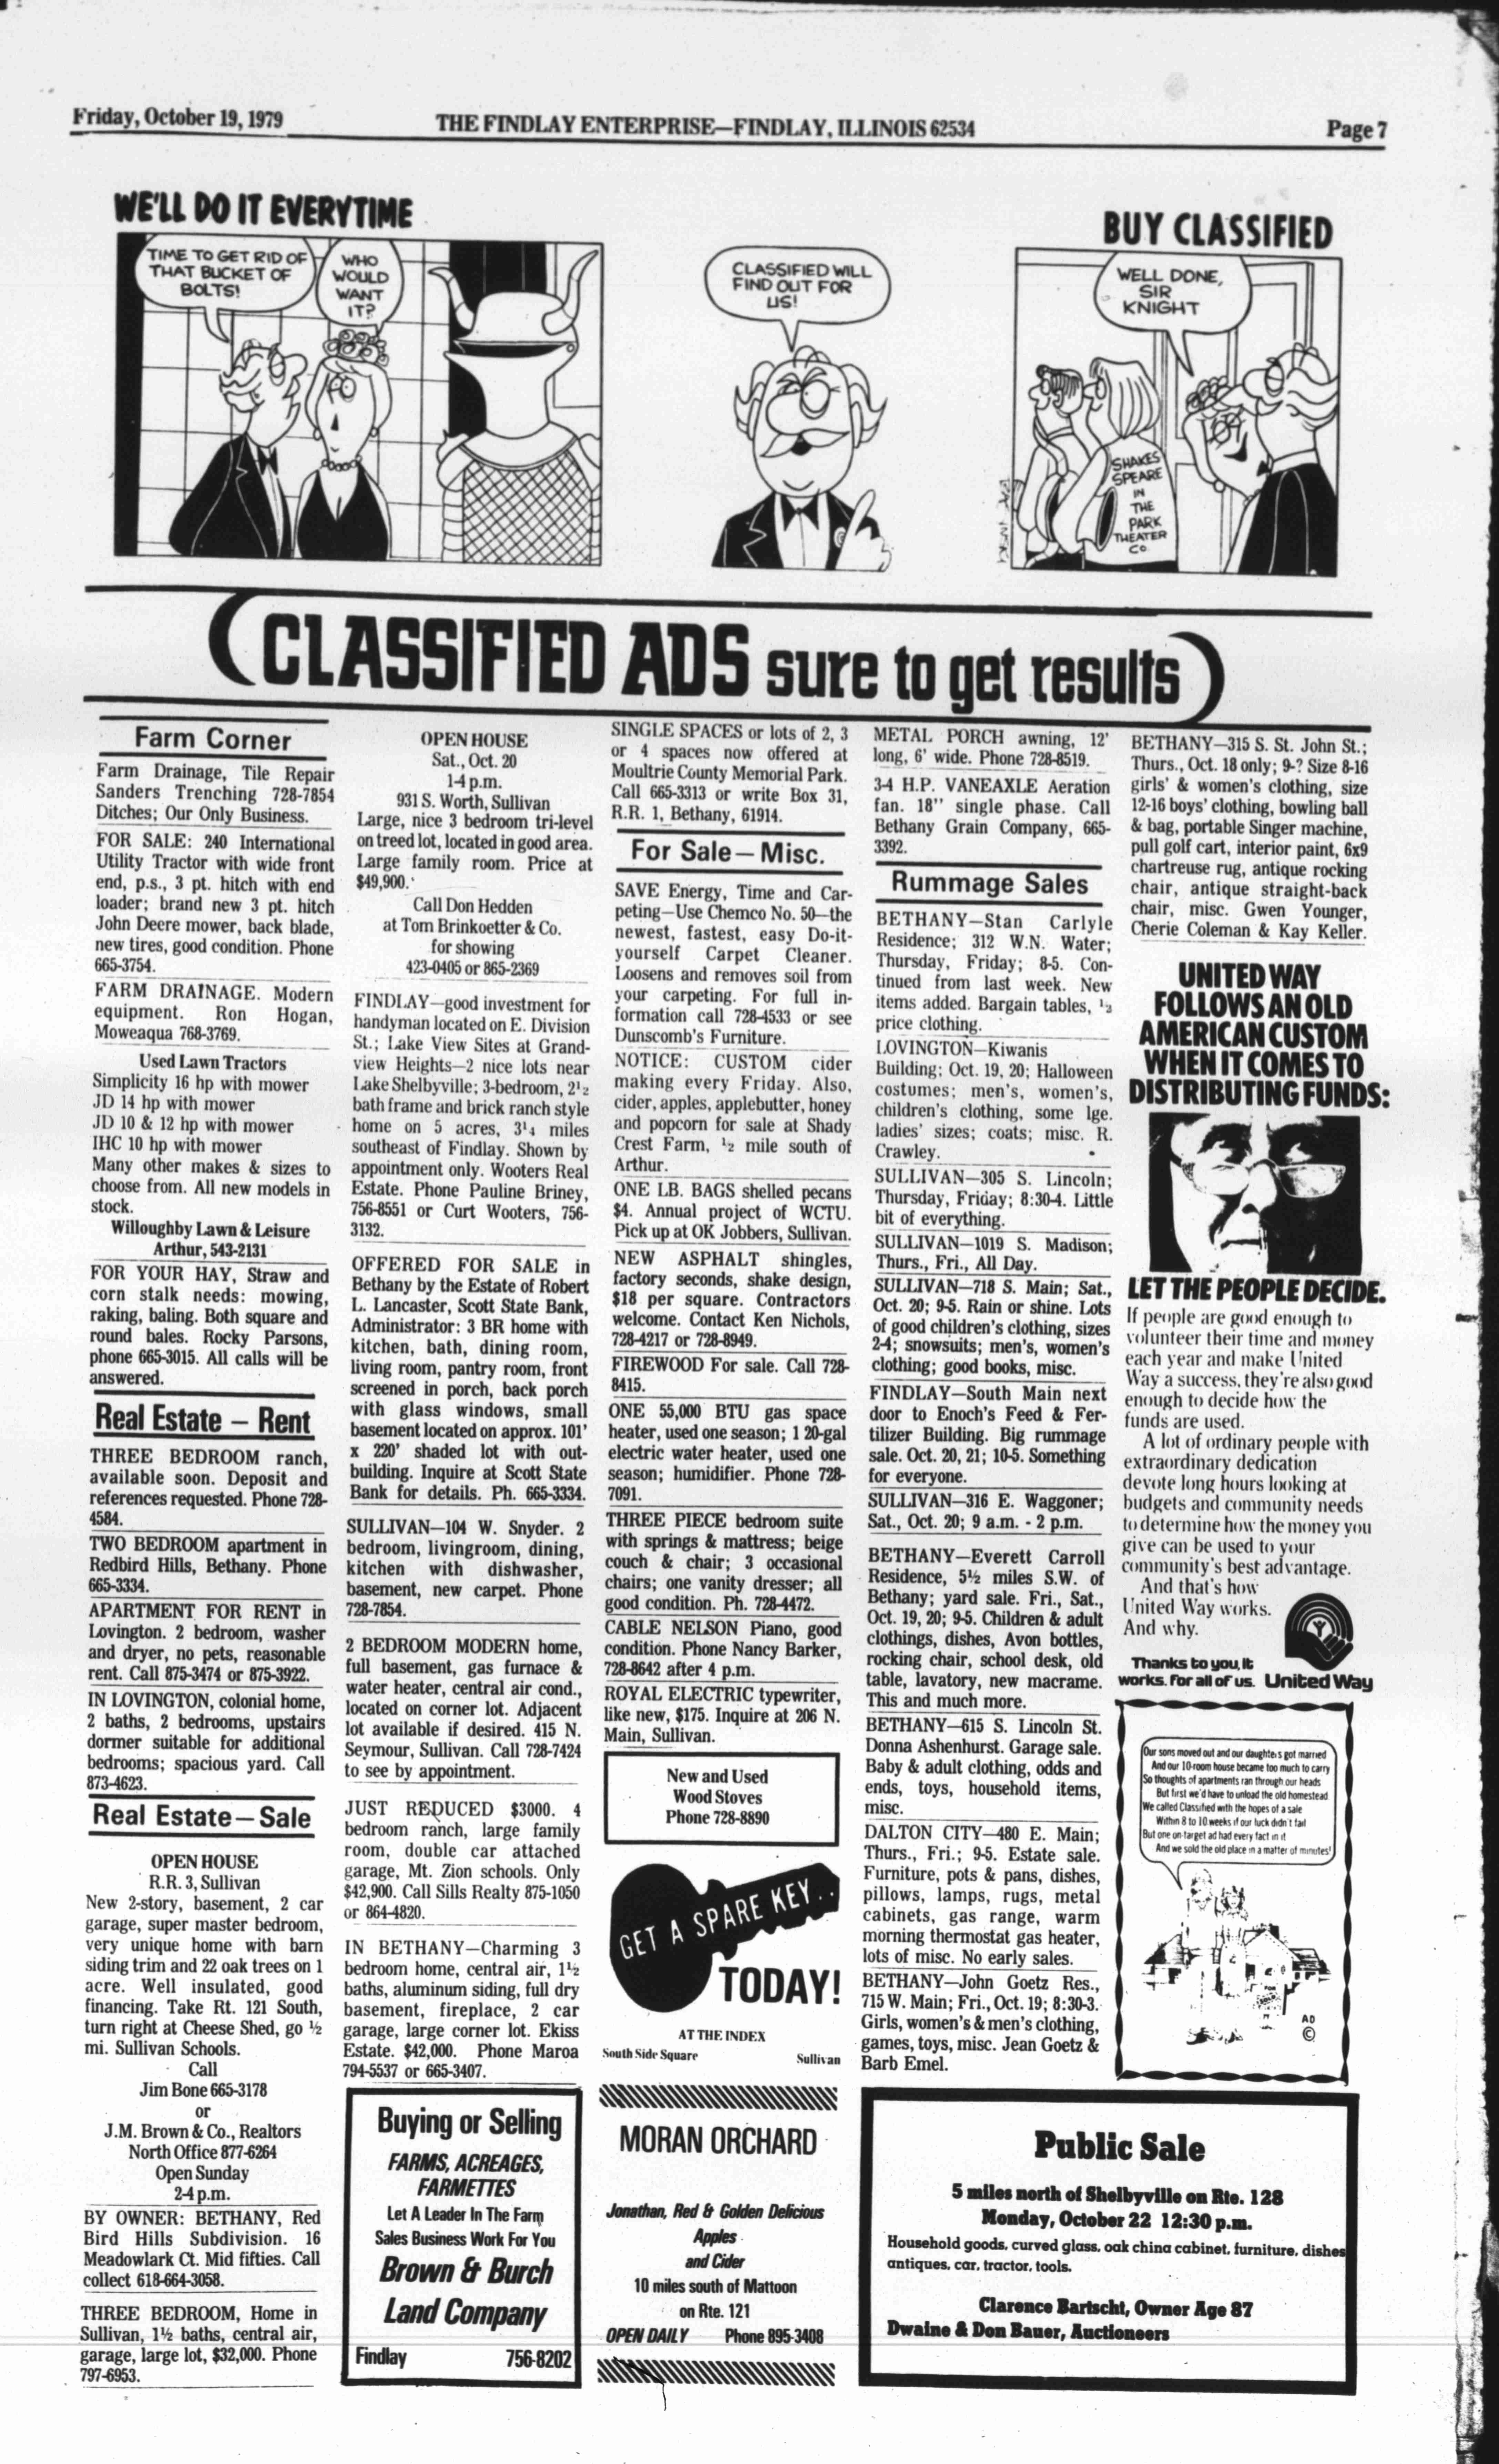 Friday, October 19, 1979
THE FINDLAY ENTERPRISE—FINDLAY, ILLINOIS 62534
Page 7
WE'LL DO IT EVERYTIME
BUY CLASSIFIED
TIME TO GET RID OF
THAT BUCKET OF
BOLTS!
WHO
WOULD
WANT
IT?
CLASSIFIED WILL
FIND OUT FOR
US!
WELL DONE,
SIR
KNIGHT
SHAKES
SPEARE
IN
THE
PARK
THEATER
CO.
CLASSIFIED ADS sure to get results
Farm Corner
Farm Drainage, Tile Repair
Sanders Trenching 728-7854
Ditches; Our Only Business.
FOR SALE: 240 International
Utility Tractor with wide front
end, p.s., 3 pt. hitch with end
loader; brand new 3 pt. hitch
John Deere mower, back blade,
new tires, good condition. Phone
665-3754.
FARM DRAINAGE. Modern
equipment. Ron Hogan,
Moweaqua 768-3769.
Used Lawn Tractors
Simplicity 16 hp with mower
JD 14 hp with mower
JD 10 & 12 hp with mower
IHC 10 hp with mower
Many other makes & sizes to
choose from. All new models in
stock.
Willoughby Lawn & Leisure
Arthur, 543-2131
FOR YOUR HAY, Straw and
corn stalk needs: mowing,
raking, baling. Both square and
round bales. Rocky Parsons,
phone 665-3015. All calls will be
answered.
Real Estate — Rent
THREE BEDROOM ranch,
available soon. Deposit and
references requested. Phone 728-
4584.
TWO BEDROOM apartment in
Redbird Hills, Bethany. Phone
665-3334.
APARTMENT FOR RENT in
Lovington. 2 bedroom, washer
and dryer, no pets, reasonable
rent. Call 875-3474 or 875-3922.
IN LOVINGTON, colonial home,
2 baths, 2 bedrooms, upstairs
dormer suitable for additional
bedrooms; spacious yard. Call
873-4623.
Real Estate — Sale
OPEN HOUSE
R.R. 3, Sullivan
New 2-story, basement, 2 car
garage, super master bedroom,
very unique home with barn
siding trim and 22 oak trees on 1
acre. Well insulated, good
financing. Take Rt. 121 South,
turn right at Cheese Shed, go ½
mi. Sullivan Schools.
Call
Jim Bone 665-3178
or
J.M. Brown & Co., Realtors
North Office 877-6264
Open Sunday
2-4 p.m.
BY OWNER: BETHANY, Red
Bird Hills Subdivision. 16
Meadowlark Ct. Mid fifties. Call
collect 618-664-3058.
THREE BEDROOM, Home in
Sullivan, 1½ baths, central air,
garage, large lot, $32,000. Phone
797-6953.
OPEN HOUSE
Sat., Oct. 20
1-4 p.m.
931 S. Worth, Sullivan
Large, nice 3 bedroom tri-level
on treed lot, located in good area.
Large family room. Price at
$49,900.
Call Don Hedden
at Tom Brinkoetter & Co.
for showing
423-0405 or 865-2369
FINDLAY—good investment for
handyman located on E. Division
St.; Lake View Sites at Grand-
view Heights—2 nice lots near
Lake Shelbyville; 3-bedroom, 2½
bath frame and brick ranch style
home on 5 acres, 3¼ miles
southeast of Findlay. Shown by
appointment only. Wooters Real
Estate. Phone Pauline Briney,
756-8551 or Curt Wooters, 756-
3132.
OFFERED FOR SALE in
Bethany by the Estate of Robert
L. Lancaster, Scott State Bank,
Administrator: 3 BR home with
kitchen, bath, dining room,
living room, pantry room, front
screened in porch, back porch
with glass windows, small
basement located on approx. 101'
x 220' shaded lot with out-
building. Inquire at Scott State
Bank for details. Ph. 665-3334.
SULLIVAN—104 W. Snyder. 2
bedroom, livingroom, dining,
kitchen with dishwasher,
basement, new carpet. Phone
728-7854.
2 BEDROOM MODERN home,
full basement, gas furnace &
water heater, central air cond.,
located on corner lot. Adjacent
lot available if desired. 415 N.
Seymour, Sullivan. Call 728-7424
to see by appointment.
JUST REDUCED $3000. 4
bedroom ranch, large family
room, double car attached
garage, Mt. Zion schools. Only
$42,900. Call Sills Realty 875-1050
or 864-4820.
IN BETHANY—Charming 3
bedroom home, central air, 1½
baths, aluminum siding, full dry
basement, fireplace, 2 car
garage, large corner lot. Ekiss
Estate. $42,000. Phone Maroa
794-5537 or 665-3407.
Buying or Selling
FARMS, ACREAGES,
FARMETTES
Let A Leader In The Farm
Sales Business Work For You
Brown & Burch
Land Company
Findlay 756-8202
SINGLE SPACES or lots of 2, 3
or 4 spaces now offered at
Moultrie County Memorial Park.
Call 665-3313 or write Box 31,
R.R. 1, Bethany, 61914.
For Sale — Misc.
SAVE Energy, Time and Car-
peting—Use Chemco No. 50—the
newest, fastest, easy Do-it-
yourself Carpet Cleaner.
Loosens and removes soil from
your carpeting. For full in-
formation call 728-4533 or see
Dunscomb's Furniture.
NOTICE: CUSTOM cider
making every Friday. Also,
cider, apples, applebutter, honey
and popcorn for sale at Shady
Crest Farm, ½ mile south of
Arthur.
ONE LB. BAGS shelled pecans
$4. Annual project of WCTU.
Pick up at OK Jobbers, Sullivan.
NEW ASPHALT shingles,
factory seconds, shake design,
$18 per square. Contractors
welcome. Contact Ken Nichols,
728-4217 or 728-8949.
FIREWOOD For sale. Call 728-
8415.
ONE 55,000 BTU gas space
heater, used one season; 1 20-gal
electric water heater, used one
season; humidifier. Phone 728-
7091.
THREE PIECE bedroom suite
with springs & mattress; beige
couch & chair; 3 occasional
chairs; one vanity dresser; all
good condition. Ph. 728-4472.
CABLE NELSON Piano, good
condition. Phone Nancy Barker,
728-8642 after 4 p.m.
ROYAL ELECTRIC typewriter,
like new, $175. Inquire at 206 N.
Main, Sullivan.
New and Used
Wood Stoves
Phone 728-8890
GET A SPARE KEY..
TODAY!
AT THE INDEX
South Side Square Sullivan
MORAN ORCHARD
Jonathan, Red & Golden Delicious
Apples
and Cider
10 miles south of Mattoon
on Rte. 121
OPEN DAILY Phone 895-3408
METAL PORCH awning, 12'
long, 6' wide. Phone 728-8519.
3-4 H.P. VANEAXLE Aeration
fan. 18" single phase. Call
Bethany Grain Company, 665-
3392.
Rummage Sales
BETHANY—Stan Carlyle
Residence; 312 W.N. Water;
Thursday, Friday; 8-5. Con-
tinued from last week. New
items added. Bargain tables, ½
price clothing.
LOVINGTON—Kiwanis
Building; Oct. 19, 20; Halloween
costumes; men's, women's,
children's clothing, some lge.
ladies' sizes; coats; misc. R.
Crawley.
SULLIVAN—305 S. Lincoln;
Thursday, Friday; 8:30-4. Little
bit of everything.
SULLIVAN—1019 S. Madison;
Thurs., Fri., All Day.
SULLIVAN—718 S. Main; Sat.,
Oct. 20; 9-5. Rain or shine. Lots
of good children's clothing, sizes
2-4; snowsuits; men's, women's
clothing; good books, misc.
FINDLAY—South Main next
door to Enoch's Feed & Fer-
tilizer Building. Big rummage
sale. Oct. 20, 21; 10-5. Something
for everyone.
SULLIVAN—316 E. Waggoner;
Sat., Oct. 20; 9 a.m. - 2 p.m.
BETHANY—Everett Carroll
Residence, 5½ miles S.W. of
Bethany; yard sale. Fri., Sat.,
Oct. 19, 20; 9-5. Children & adult
clothings, dishes, Avon bottles,
rocking chair, school desk, old
table, lavatory, new macrame.
This and much more.
BETHANY—615 S. Lincoln St.
Donna Ashenhurst. Garage sale.
Baby & adult clothing, odds and
ends, toys, household items,
misc.
DALTON CITY—480 E. Main;
Thurs., Fri.; 9-5. Estate sale.
Furniture, pots & pans, dishes,
pillows, lamps, rugs, metal
cabinets, gas range, warm
morning thermostat gas heater,
lots of misc. No early sales.
BETHANY—John Goetz Res.,
715 W. Main; Fri., Oct. 19; 8:30-3.
Girls, women's & men's clothing,
games, toys, misc. Jean Goetz &
Barb Emel.
BETHANY—315 S. St. John St.;
Thurs., Oct. 18 only; 9-? Size 8-16
girls' & women's clothing, size
12-16 boys' clothing, bowling ball
& bag, portable Singer machine,
pull golf cart, interior paint, 6x9
chartreuse rug, antique rocking
chair, antique straight-back
chair, misc. Gwen Younger,
Cherie Coleman & Kay Keller.
UNITED WAY
FOLLOWS AN OLD
AMERICAN CUSTOM
WHEN IT COMES TO
DISTRIBUTING FUNDS:
LET THE PEOPLE DECIDE.
If people are good enough to
volunteer their time and money
each year and make United
Way a success, they're also good
enough to decide how the
funds are used.
A lot of ordinary people with
extraordinary dedication
devote long hours looking at
budgets and community needs
to determine how the money you
give can be used to your
community's best advantage.
And that's how
United Way works.
And why.
Thanks to you, it
works. For all of us. United Way
Our sons moved out and our daughters got married
And our 10-room house became too much to carry
So thoughts of apartments ran through our heads
But first we'd have to unload the old homestead
We called Classified with the hopes of a sale
Within 8 to 10 weeks if our luck didn't fail
But one on-target ad had every fact in it
And we sold the old place in a matter of minutes!
AD
©
Public Sale
5 miles north of Shelbyville on Rte. 128
Monday, October 22 12:30 p.m.
Household goods, curved glass, oak china cabinet, furniture, dishes
antiques, car, tractor, tools.
Clarence Bartscht, Owner Age 87
Dwaine & Don Bauer, Auctioneers